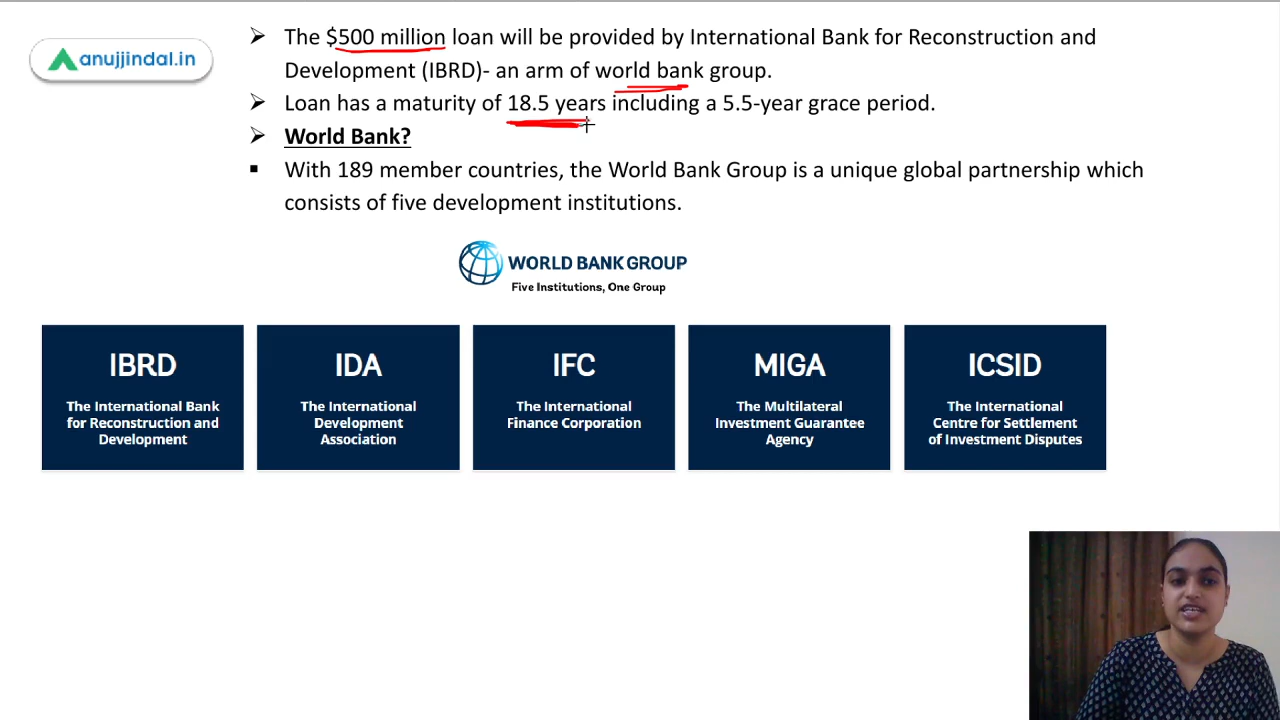 anujjindal.in
➢ The $500 million loan will be provided by International Bank for Reconstruction and
Development (IBRD)- an arm of world bank group.
➢ Loan has a maturity of 18.5 years including a 5.5-year grace period.
➢ World Bank?
▪ With 189 member countries, the World Bank Group is a unique global partnership which
consists of five development institutions.
WORLD BANK GROUP
Five Institutions, One Group
IBRD
The International Bank
for Reconstruction and
Development
IDA
The International
Development
Association
IFC
The International
Finance Corporation
MIGA
The Multilateral
Investment Guarantee
Agency
ICSID
The International
Centre for Settlement
of Investment Disputes